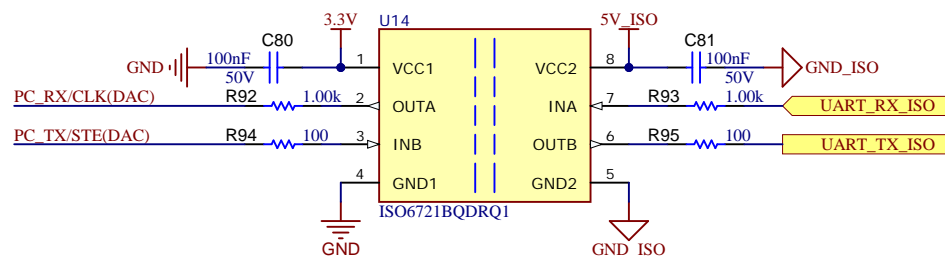 3.3V
U14
5V_ISO
C80
C81
100nF
GND
50V
1
VCC1
VCC2
8
100nF
50V
GND_ISO
PC_RX/CLK(DAC)
R92
1.00k
2
OUTA
INA
7
R93
1.00k
UART_RX_ISO
PC_TX/STE(DAC)
R94
100
3
INB
OUTB
6
R95
100
UART_TX_ISO
4
GND1
GND2
5
ISO6721BQDRQ1
GND
GND_ISO